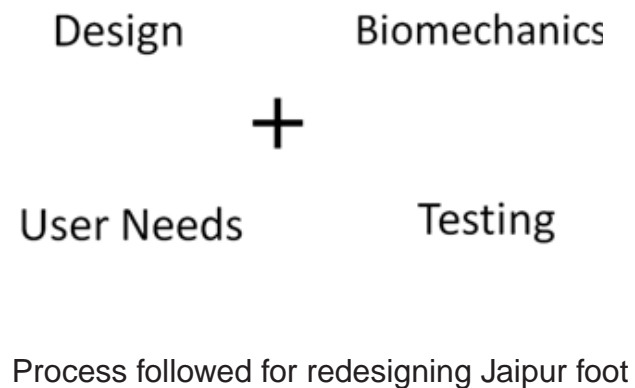 Design Biomechanics
+
User Needs Testing
Process followed for redesigning Jaipur foot